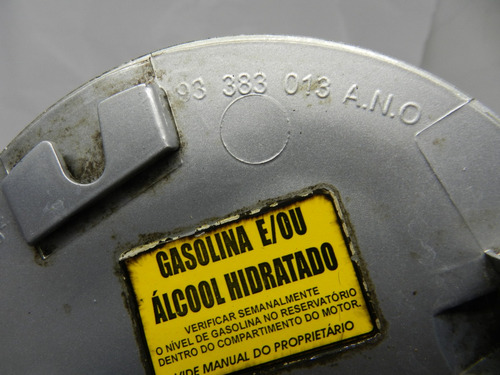 93 383 013 A.N.O
GASOLINA E/OU
ÁLCOOL HIDRATADO
VERIFICAR SEMANALMENTE
O NÍVEL DE GASOLINA NO RESERVATÓRIO
DENTRO DO COMPARTIMENTO DO MOTOR.
VIDE MANUAL DO PROPRIETÁRIO